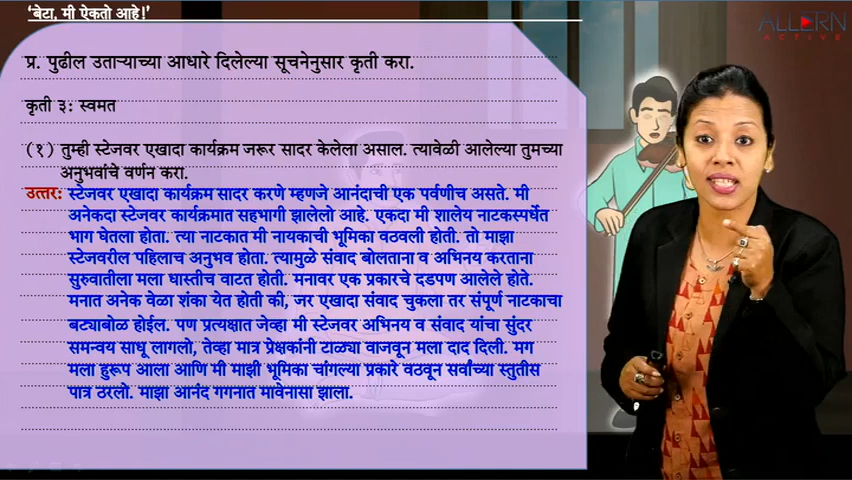 ‘बेटा, मी ऐकतो आहे!’
ALLERN
ACTIVE
प्र. पुढील उताऱ्याच्या आधारे दिलेल्या सूचनेनुसार कृती करा.
कृती ३: स्वमत
(१) तुम्ही स्टेजवर एखादा कार्यक्रम जरूर सादर केलेला असाल. त्यावेळी आलेल्या तुमच्या
अनुभवांचे वर्णन करा.
उत्तर: स्टेजवर एखादा कार्यक्रम सादर करणे म्हणजे आनंदाची एक पर्वणीच असते. मी
अनेकदा स्टेजवर कार्यक्रमात सहभागी झालेलो आहे. एकदा मी शालेय नाटकस्पर्धेत
भाग घेतला होता. त्या नाटकात मी नायकाची भूमिका वठवली होती. तो माझा
स्टेजवरील पहिलाच अनुभव होता. त्यामुळे संवाद बोलताना व अभिनय करताना
सुरुवातीला मला धास्तीच वाटत होती. मनावर एक प्रकारचे दडपण आलेले होते.
मनात अनेक वेळा शंका येत होती की, जर एखादा संवाद चुकला तर संपूर्ण नाटकाचा
बट्याबोळ होईल. पण प्रत्यक्षात जेव्हा मी स्टेजवर अभिनय व संवाद यांचा सुंदर
समन्वय साधू लागलो, तेव्हा मात्र प्रेक्षकांनी टाळ्या वाजवून मला दाद दिली. मग
मला हुरूप आला आणि मी माझी भूमिका चांगल्या प्रकारे वठवून सर्वांच्या स्तुतीस
पात्र ठरलो. माझा आनंद गगनात मावेनासा झाला.